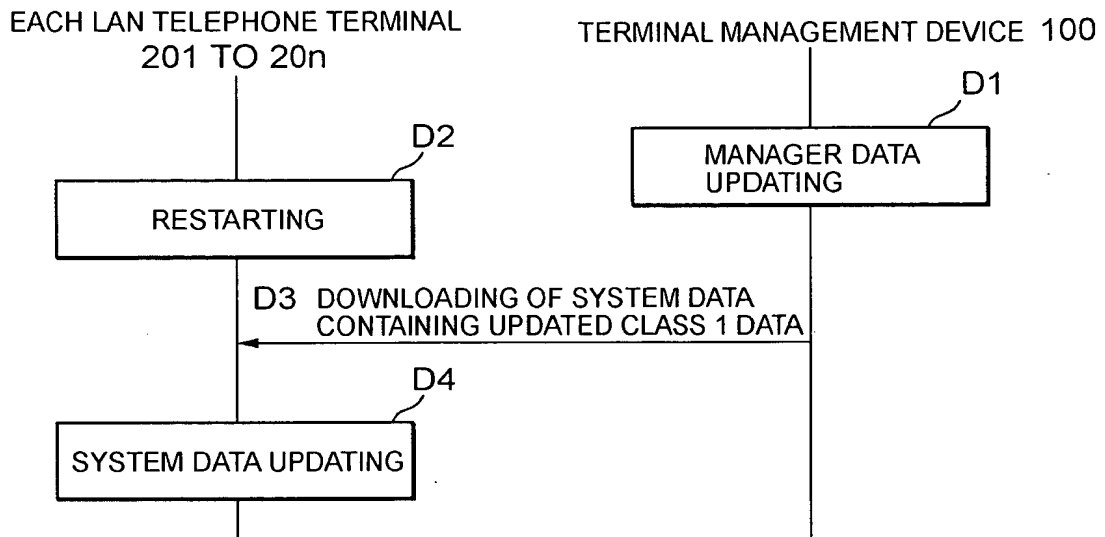 EACH LAN TELEPHONE TERMINAL
201 TO 20n
TERMINAL MANAGEMENT DEVICE 100
D1
MANAGER DATA
UPDATING
D2
RESTARTING
D3 DOWNLOADING OF SYSTEM DATA
CONTAINING UPDATED CLASS 1 DATA
D4
SYSTEM DATA UPDATING